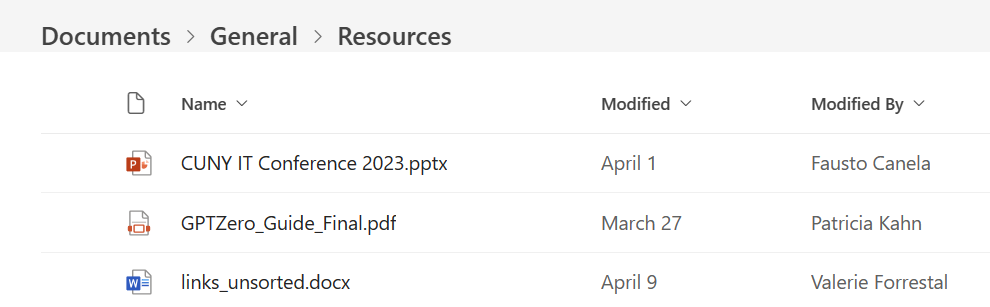 Documents > General > Resources
Name Modified Modified By
CUNY IT Conference 2023.pptx April 1 Fausto Canela
GPTZero_Guide_Final.pdf March 27 Patricia Kahn
links_unsorted.docx April 9 Valerie Forrestal